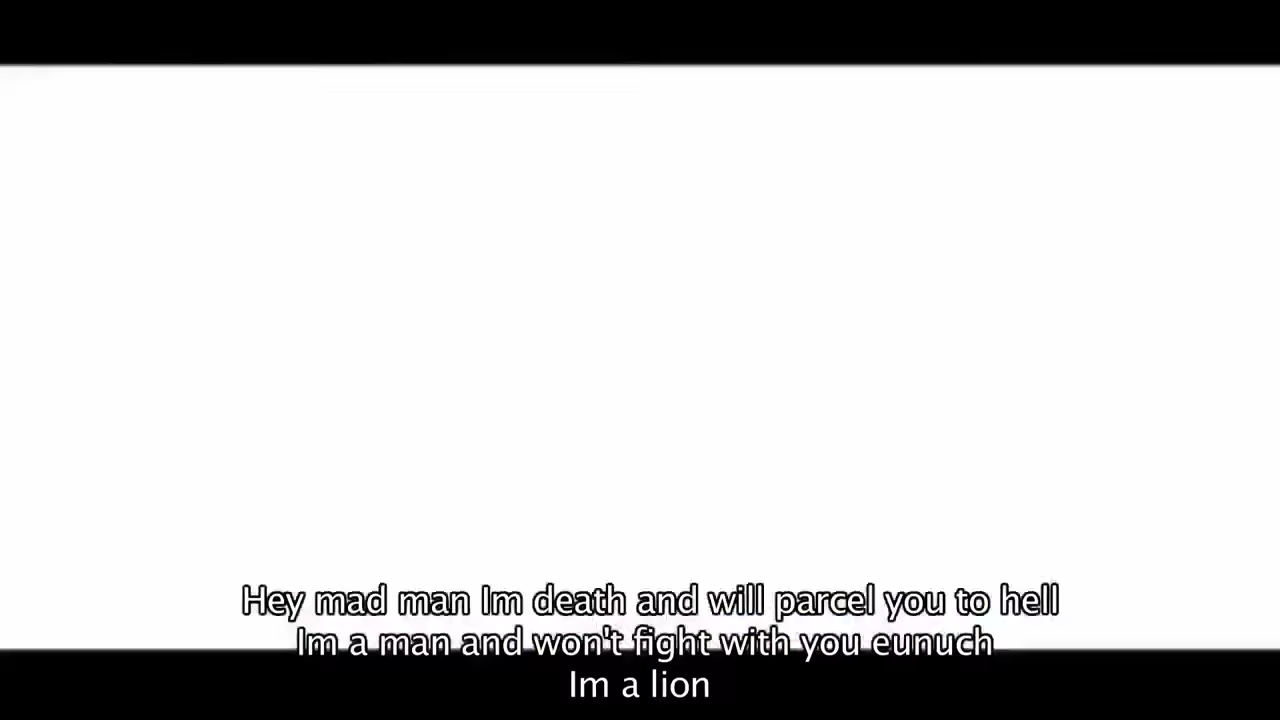 Hey mad man Im death and will parcel you to hell
Im a man and won't fight with you eunuch
Im a lion